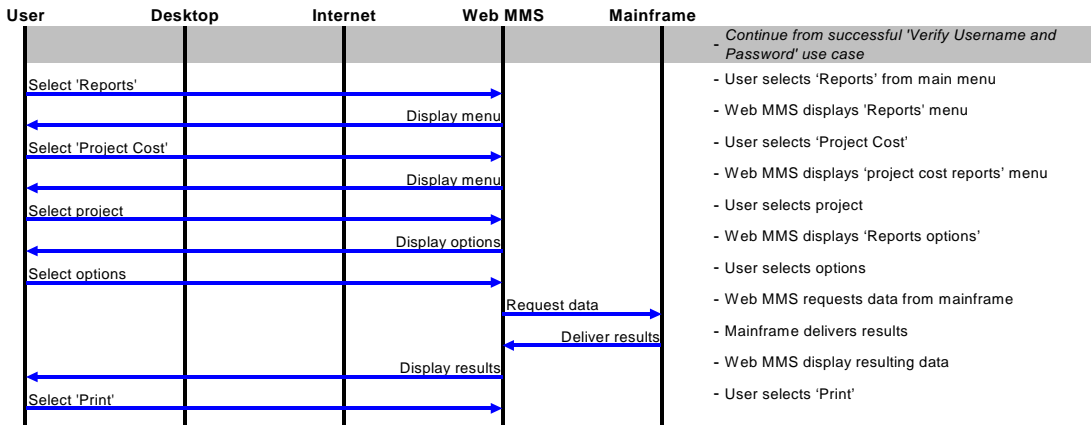 User Desktop Internet Web MMS Mainframe
- Continue from successful 'Verify Username and
Password' use case
Select 'Reports'
- User selects ‘Reports’ from main menu
Display menu
- Web MMS displays 'Reports' menu
Select 'Project Cost'
- User selects ‘Project Cost’
Display menu
- Web MMS displays ‘project cost reports’ menu
Select project
- User selects project
Display options
- Web MMS displays ‘Reports options’
Select options
- User selects options
Request data
- Web MMS requests data from mainframe
Deliver results
- Mainframe delivers results
Display results
- Web MMS display resulting data
Select 'Print'
- User selects ‘Print’